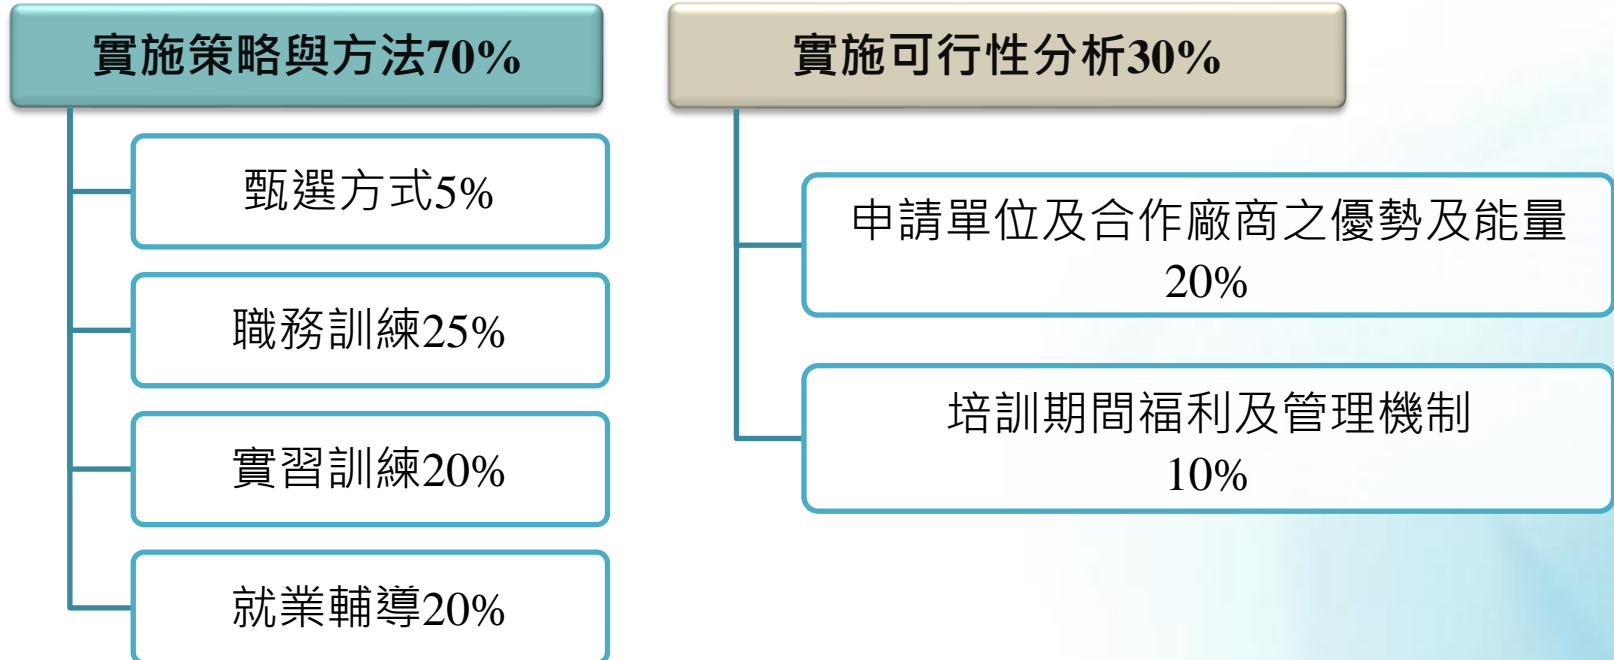 實施策略與方法70%
甄選方式5%
職務訓練25%
實習訓練20%
就業輔導20%
實施可行性分析30%
申請單位及合作廠商之優勢及能量
20%
培訓期間福利及管理機制
10%